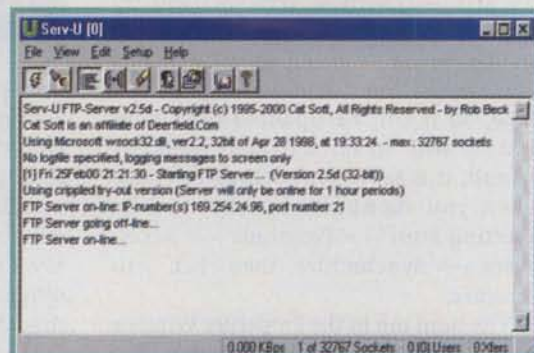 Serv-U [0]
File View Edit Setup Help
Serv-U FTP-Server v2.5d - Copyright (c) 1995-2000 Cat Soft, All Rights Reserved - by Rob Beck
Cat Soft is an affiliate of Deerfield.Com
Using Microsoft wsock32.dll, ver2.2, 32bit of Apr 28 1998, at 19:33:24. - max. 32767 sockets
No logfile specified, logging messages to screen only
[1] Fri 25Feb00 21:21:30 - Starting FTP Server... (Version 2.5d (32-bit))
Using crippled try-out version (Server will only be online for 1 hour periods)
FTP Server on-line: IP-number(s) 169.254.24.96, port number 21
FTP Server going off-line...
FTP Server on-line...
0.000 KBps 1 of 32767 Sockets 0 [0] Users 0 Xfers